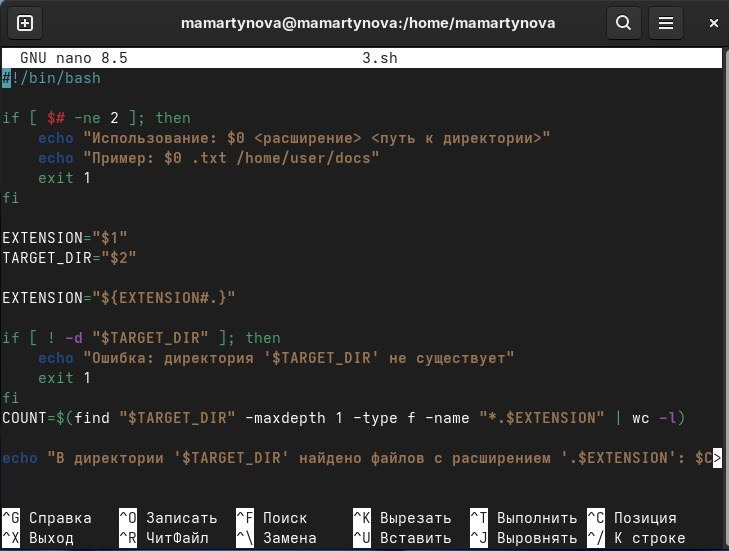 mamartynova@mamartynova:/home/mamartynova
GNU nano 8.5 3.sh
#!/bin/bash
if [ $# -ne 2 ]; then
    echo "Использование: $0 <расширение> <путь к директории>"
    echo "Пример: $0 .txt /home/user/docs"
    exit 1
fi
EXTENSION="$1"
TARGET_DIR="$2"
EXTENSION="${EXTENSION#.}"
if [ ! -d "$TARGET_DIR" ]; then
    echo "Ошибка: директория '$TARGET_DIR' не существует"
    exit 1
fi
COUNT=$(find "$TARGET_DIR" -maxdepth 1 -type f -name "*.$EXTENSION" | wc -l)
echo "В директории '$TARGET_DIR' найдено файлов с расширением '.$EXTENSION': $C>
^G Справка ^O Записать ^F Поиск ^K Вырезать ^T Выполнить ^C Позиция
^X Выход ^R ЧитФайл ^\ Замена ^U Вставить ^J Выровнять ^/ К строке